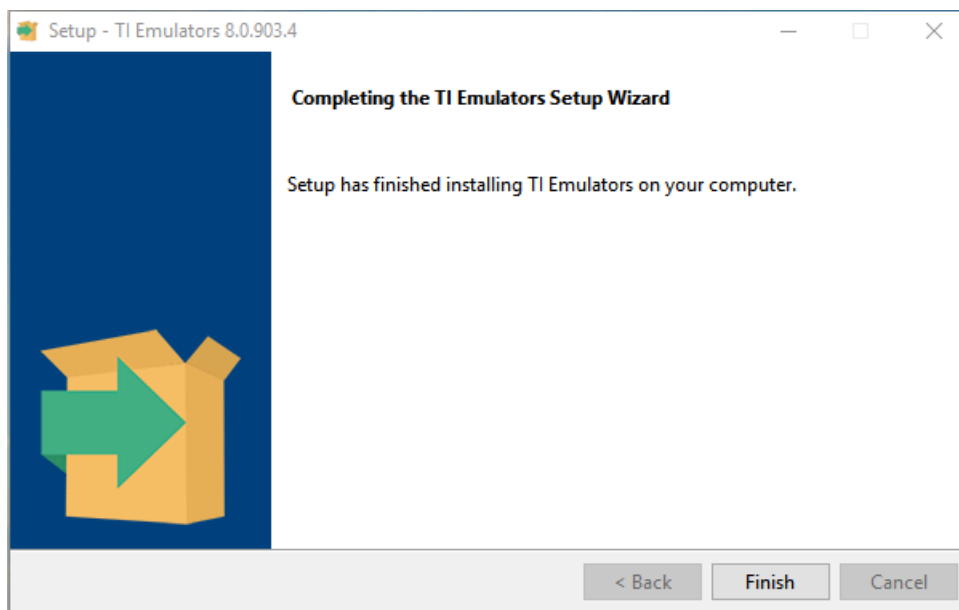 Setup - TI Emulators 8.0.903.4
Completing the TI Emulators Setup Wizard
Setup has finished installing TI Emulators on your computer.
< Back Finish Cancel